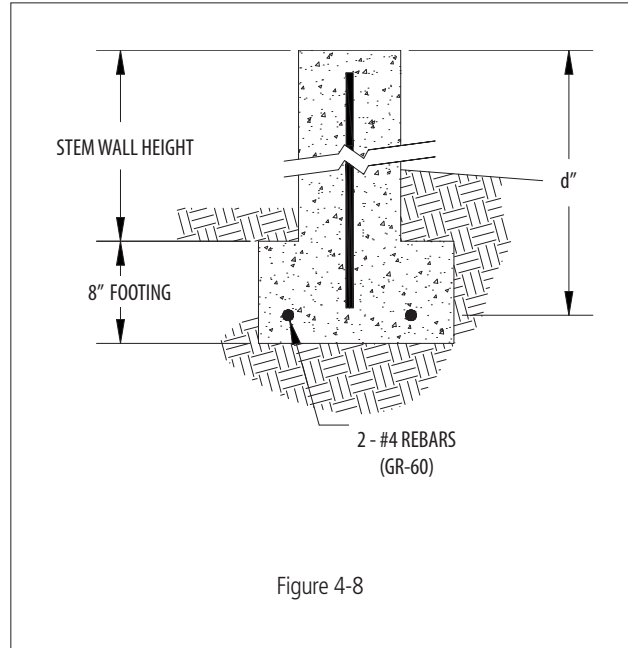 STEM WALL HEIGHT
d"
8" FOOTING
2 - #4 REBARS
(GR-60)
Figure 4-8